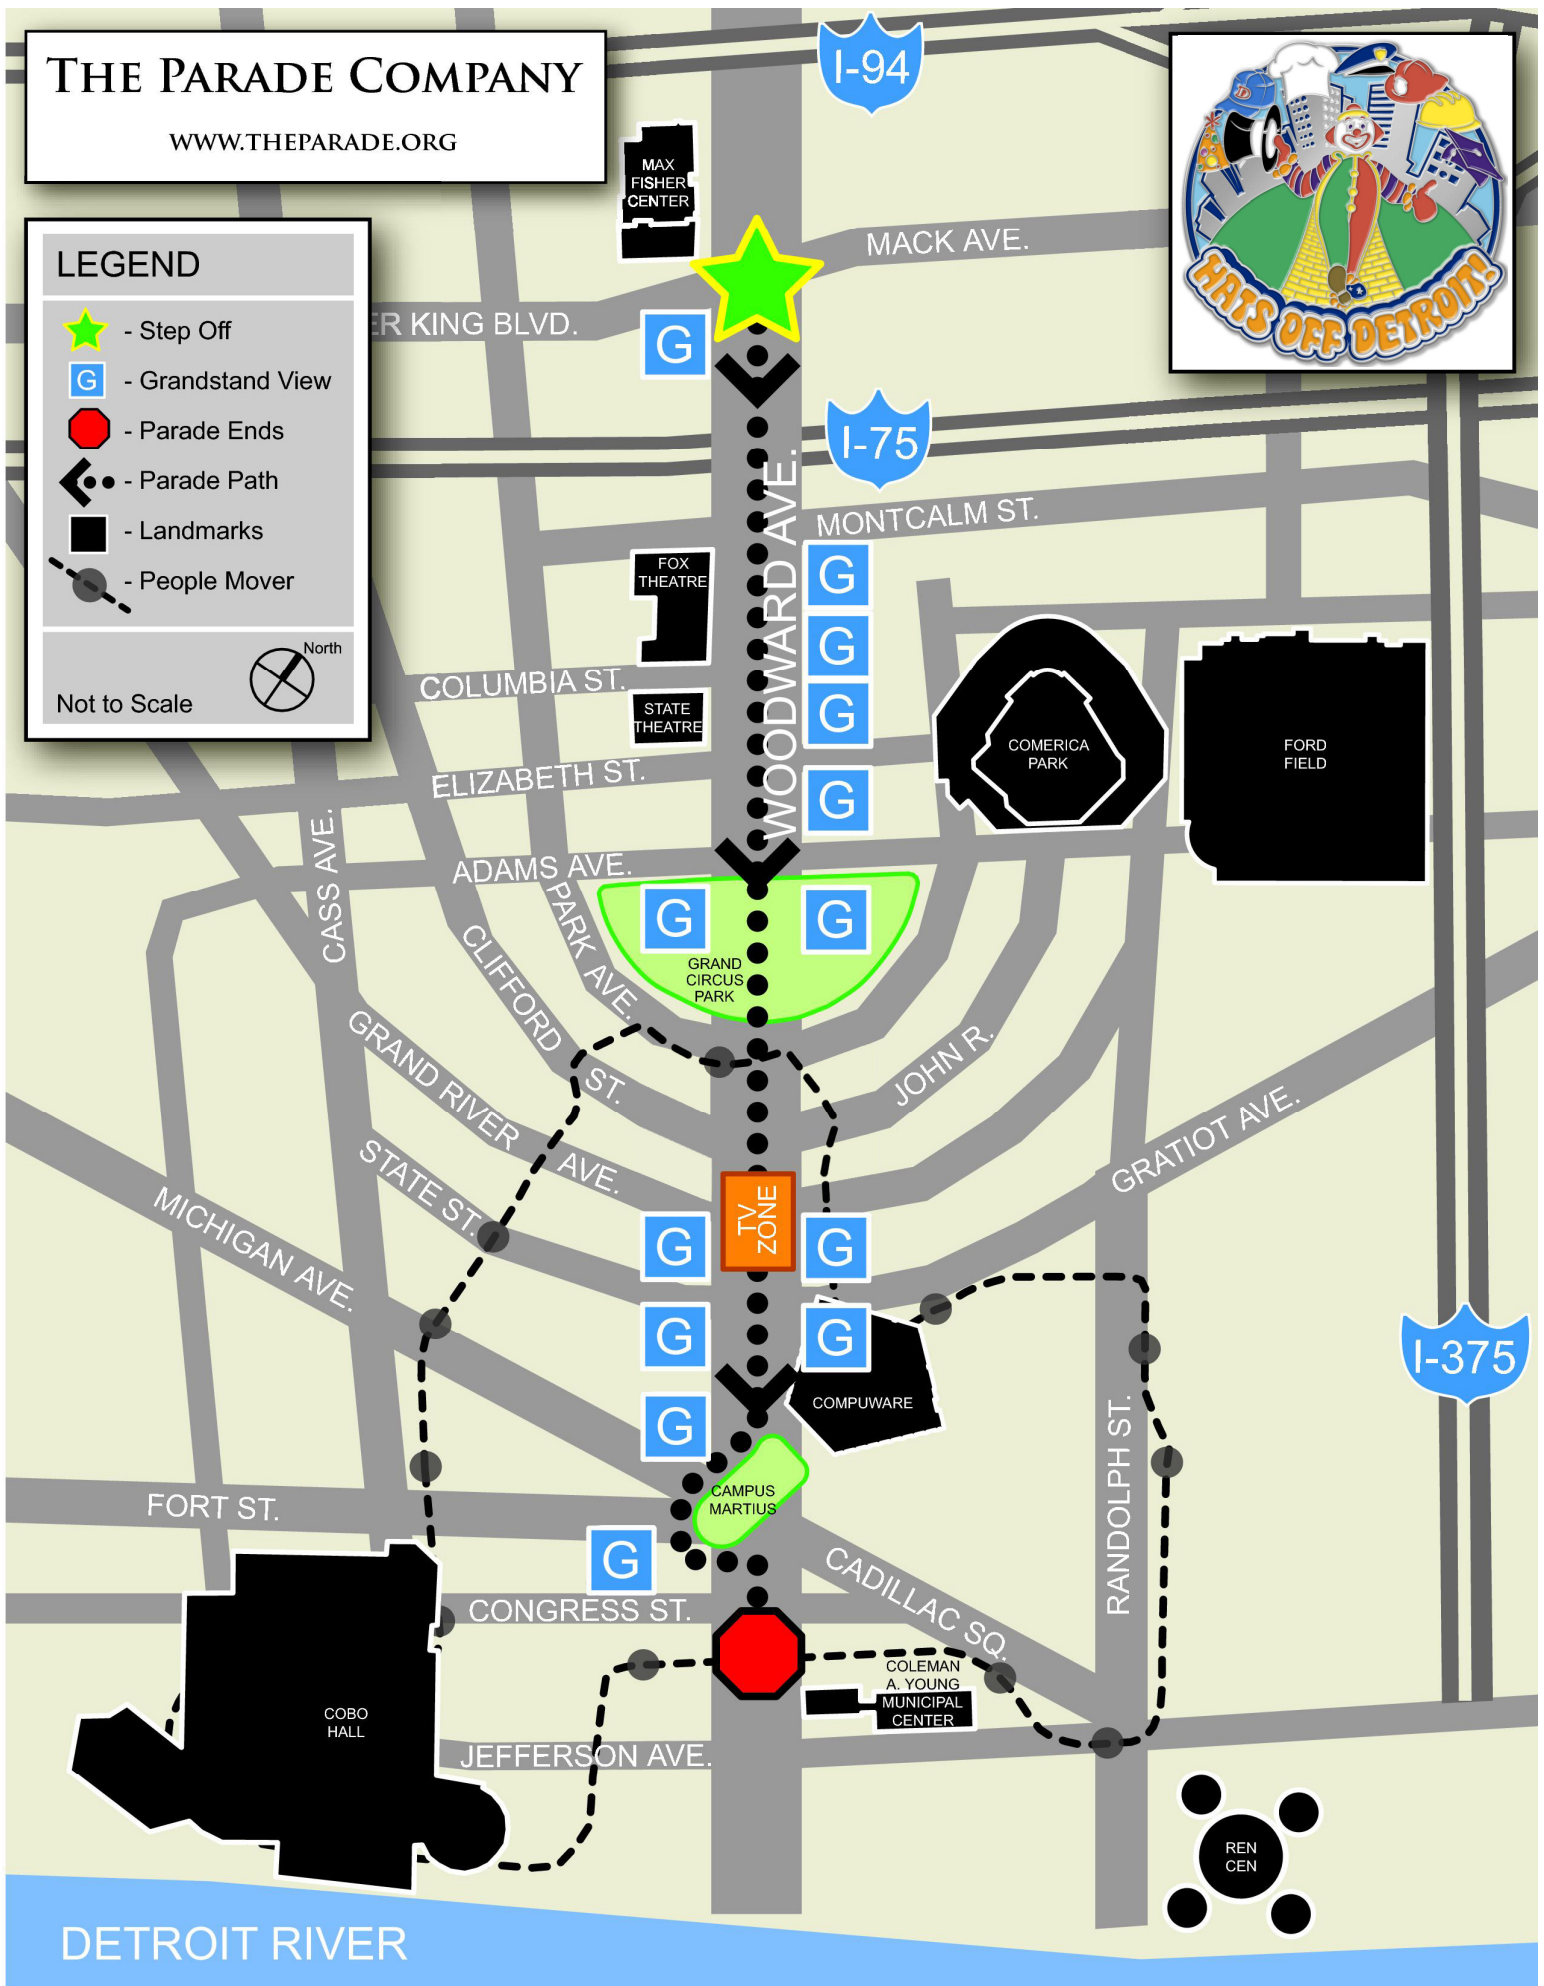 THE PARADE COMPANY
WWW.THEPARADE.ORG
I-94
D
HATS OFF DETROIT!
MAX
FISHER
CENTER
MACK AVE.
LEGEND
- Step Off
G - Grandstand View
- Parade Ends
- Parade Path
- Landmarks
- People Mover
North
Not to Scale
ER KING BLVD.
G
I-75
WOODWARD AVE.
MONTCALM ST.
FOX
THEATRE
G
G
G
G
COLUMBIA ST.
STATE
THEATRE
ELIZABETH ST.
COMERICA
PARK
FORD
FIELD
CASS AVE.
ADAMS AVE.
PARK AVE.
G
G
GRAND
CIRCUS
PARK
CLIFFORD ST.
GRAND RIVER AVE.
JOHN R.
GRATIOT AVE.
STATE ST.
MICHIGAN AVE.
TV
ZONE
G
G
G
G
I-375
COMPUWARE
G
RANDOLPH ST.
CAMPUS
MARTIUS
FORT ST.
G
CADILLAC SQ.
CONGRESS ST.
COLEMAN
A. YOUNG
MUNICIPAL
CENTER
COBO
HALL
JEFFERSON AVE.
REN
CEN
DETROIT RIVER